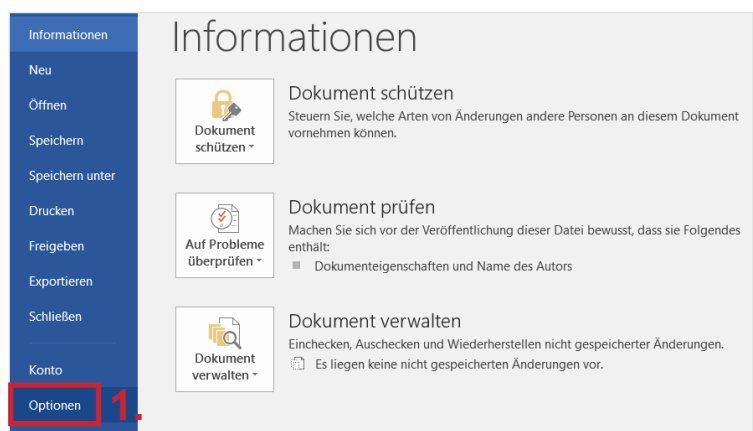 Informationen
Neu
Öffnen
Speichern
Speichern unter
Drucken
Freigeben
Exportieren
Schließen
Konto
Optionen
1.
Informationen
Dokument
schützen
Dokument schützen
Steuern Sie, welche Arten von Änderungen andere Personen an diesem Dokument
vornehmen können.
Auf Probleme
überprüfen
Dokument prüfen
Machen Sie sich vor der Veröffentlichung dieser Datei bewusst, dass sie Folgendes
enthält:
Dokumenteigenschaften und Name des Autors
Dokument
verwalten
Dokument verwalten
Einchecken, Auschecken und Wiederherstellen nicht gespeicherter Änderungen.
Es liegen keine nicht gespeicherten Änderungen vor.